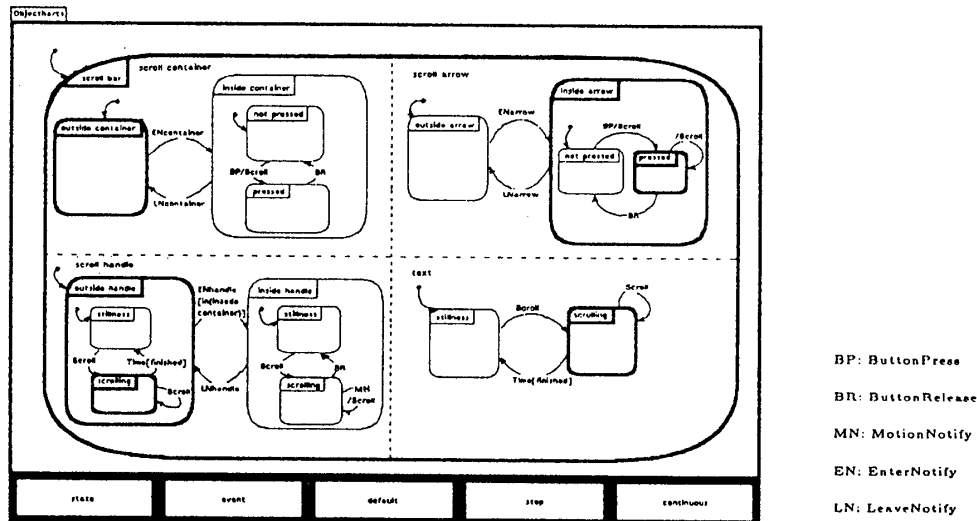 Objectcharts
scroll bar
scroll container
outside container
ENcontainer
LNcontainer
inside container
not pressed
BP/Scroll
BR
pressed
scroll arrow
outside arrow
ENarrow
LNarrow
inside arrow
BP/Scroll
/Scroll
not pressed
pressed
BR
scroll handle
outside handle
stillness
Scroll
Time[finished]
scrolling
Scroll
ENhandle
[in(inside
container)]
LNhandle
inside handle
stillness
Scroll
BR
scrolling
MN
/Scroll
text
stillness
Scroll
Time[finished]
scrolling
Scroll
BP: ButtonPress
BR: ButtonRelease
MN: MotionNotify
EN: EnterNotify
LN: LeaveNotify
state
event
default
stop
continuous